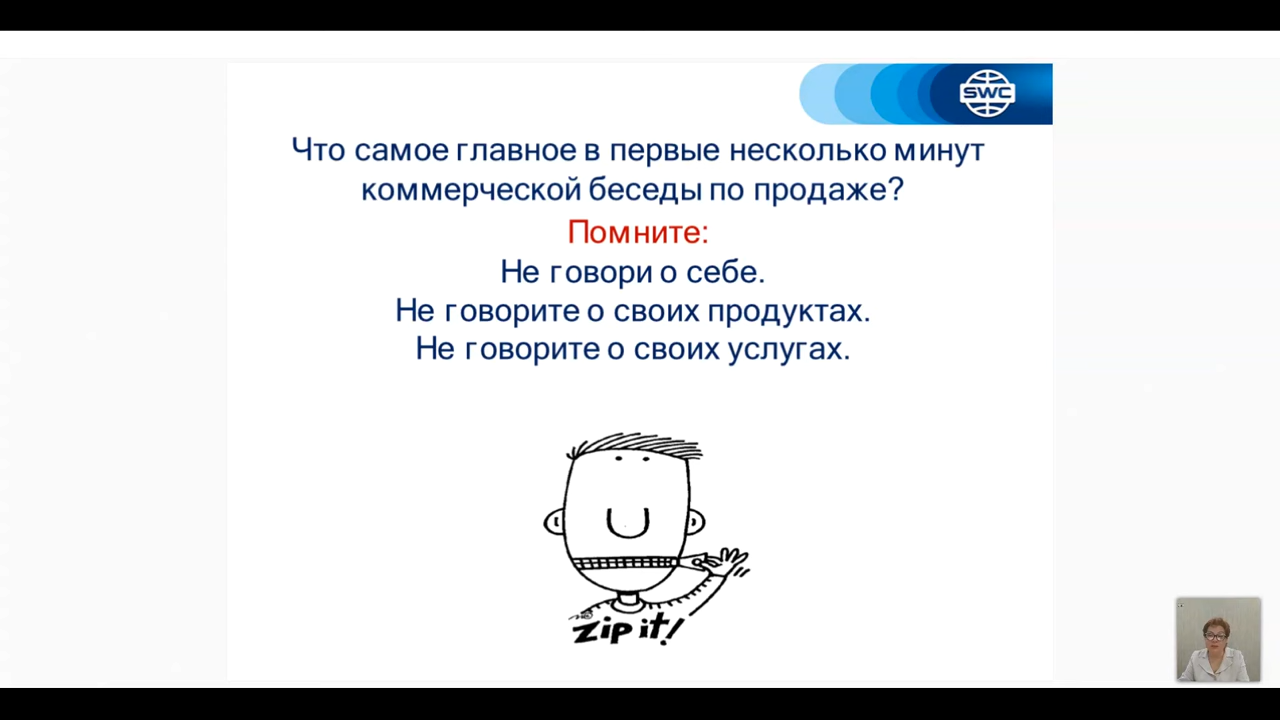 SWC
Что самое главное в первые несколько минут
коммерческой беседы по продаже?
Помните:
Не говори о себе.
Не говорите о своих продуктах.
Не говорите о своих услугах.
Zip it!